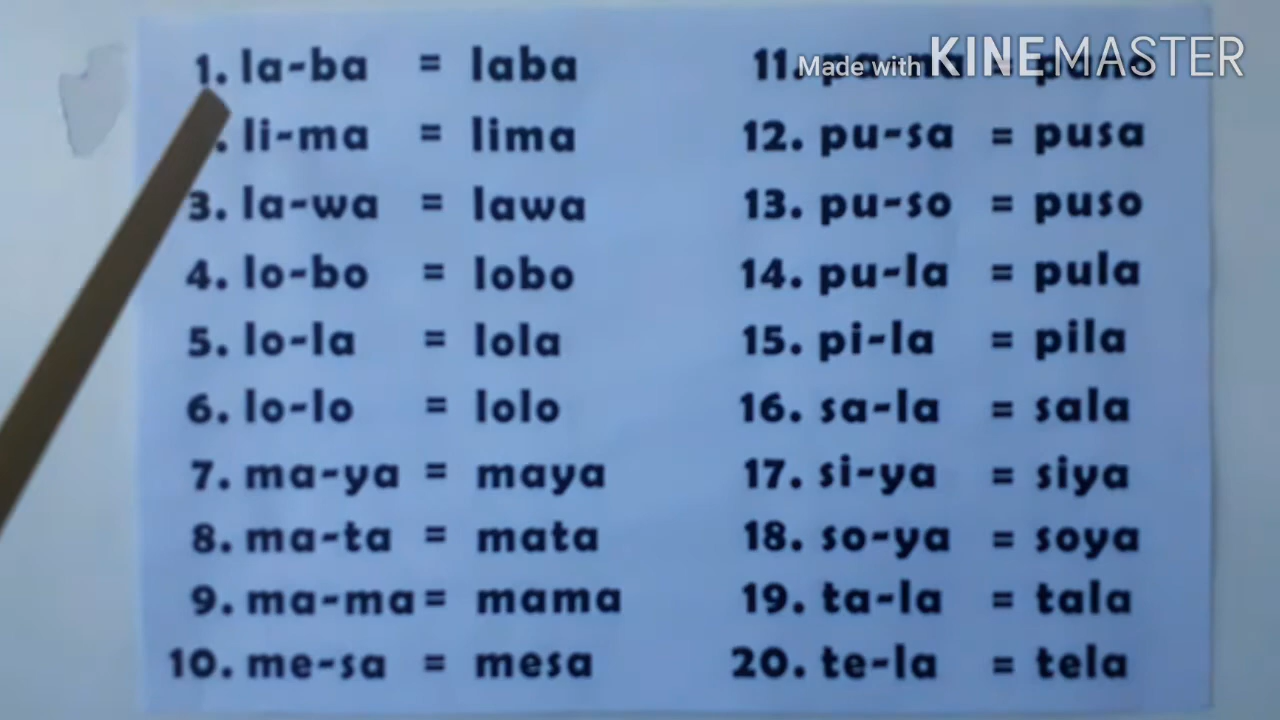 1. la-ba = laba
. li-ma = lima
3. la-wa = lawa
4. lo-bo = lobo
5. lo-la = lola
6. lo-lo = lolo
7. ma-ya = maya
8. ma-ta = mata
9. ma-ma = mama
10. me-sa = mesa
11.
Made with KINEMASTER
12. pu-sa = pusa
13. pu-so = puso
14. pu-la = pula
15. pi-la = pila
16. sa-la = sala
17. si-ya = siya
18. so-ya = soya
19. ta-la = tala
20. te-la = tela